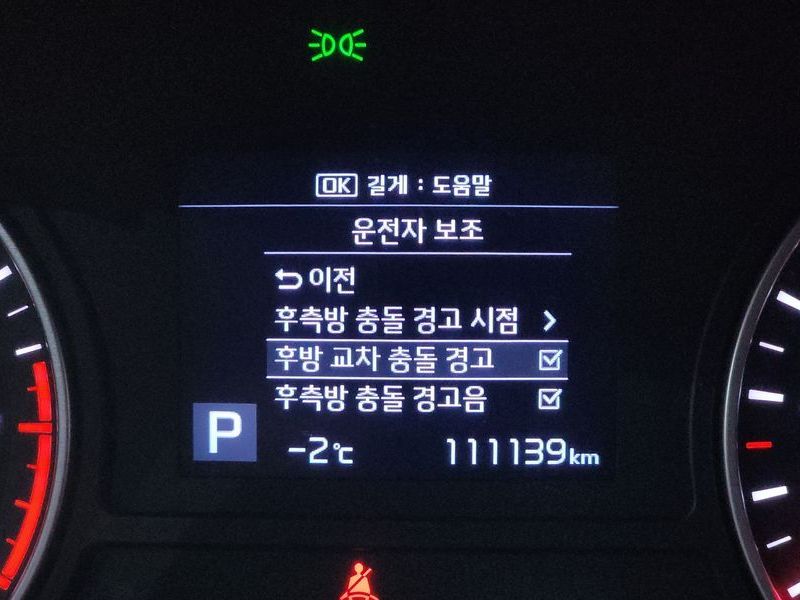 OK 길게 : 도움말
운전자 보조
이전
후측방 충돌 경고 시점
후방 교차 충돌 경고
후측방 충돌 경고음
P -2℃ 111139km